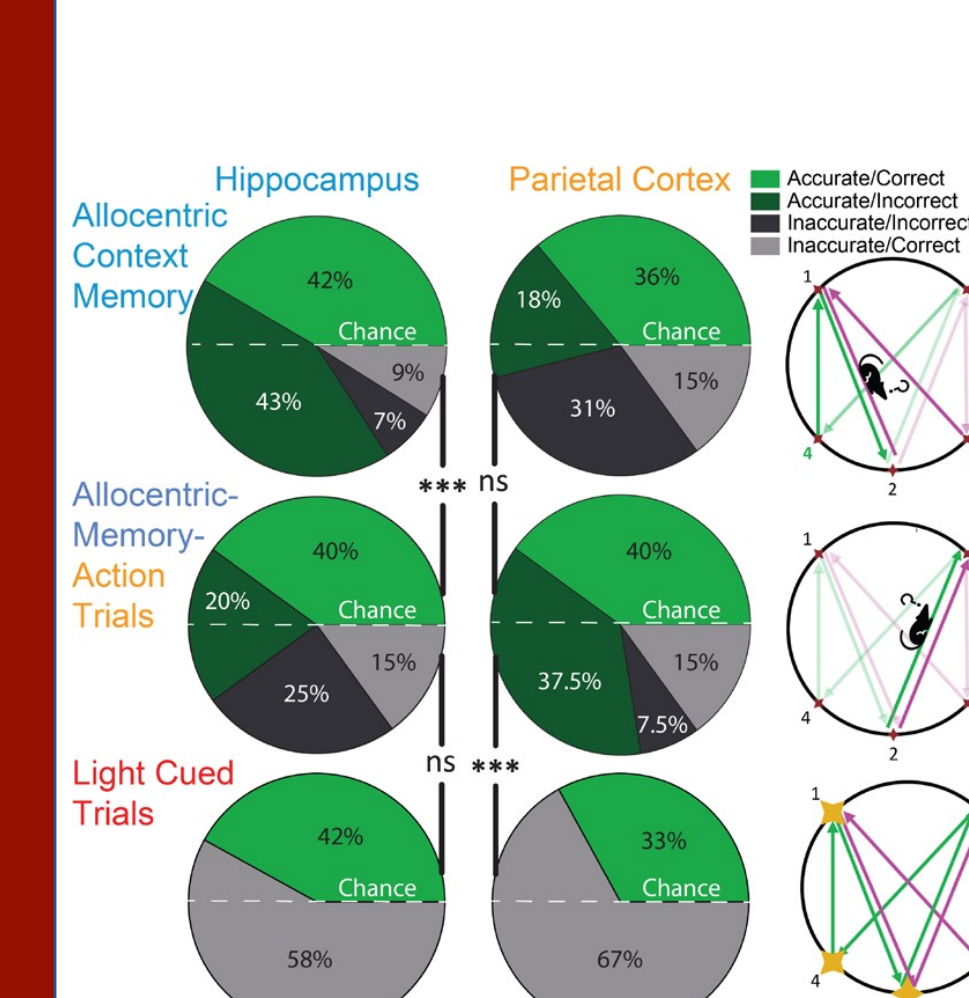 Hippocampus
Parietal Cortex
Accurate/Correct
Accurate/Incorrect
Inaccurate/Incorrect
Inaccurate/Correct
Allocentric
Context
Memory
42%
Chance
9%
7%
43%
36%
18%
Chance
15%
31%
1
?
4
2
*** ns
Allocentric-
Memory-
Action
Trials
40%
20%
Chance
15%
25%
40%
Chance
15%
37.5%
7.5%
1
?
4
2
ns ***
Light Cued
Trials
42%
Chance
58%
33%
Chance
67%
1
4